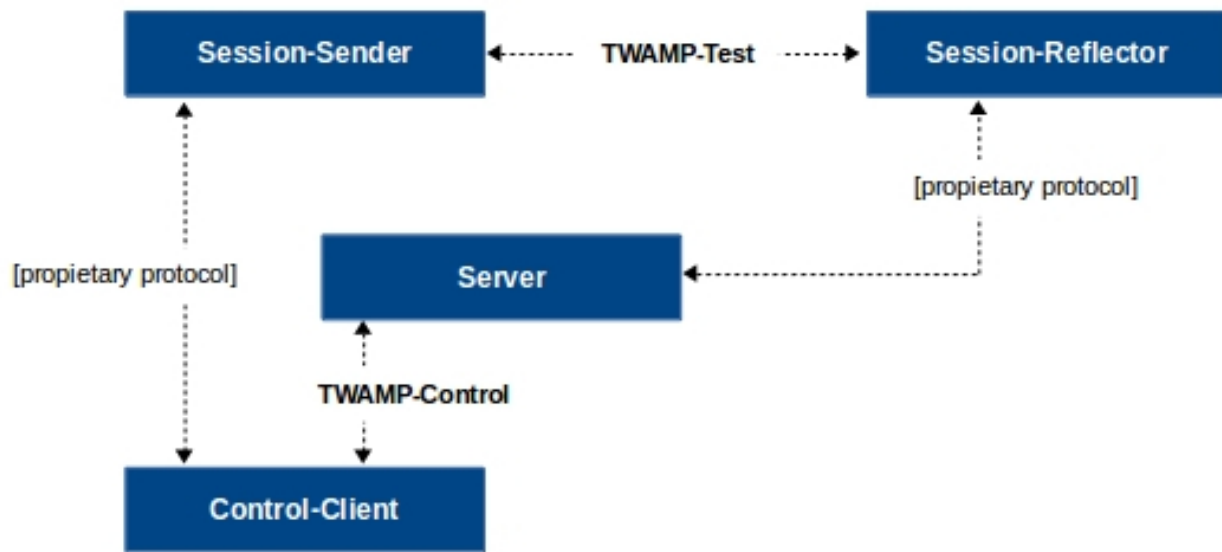 Session-Sender
TWAMP-Test
Session-Reflector
[propietary protocol]
[propietary protocol]
Server
TWAMP-Control
Control-Client